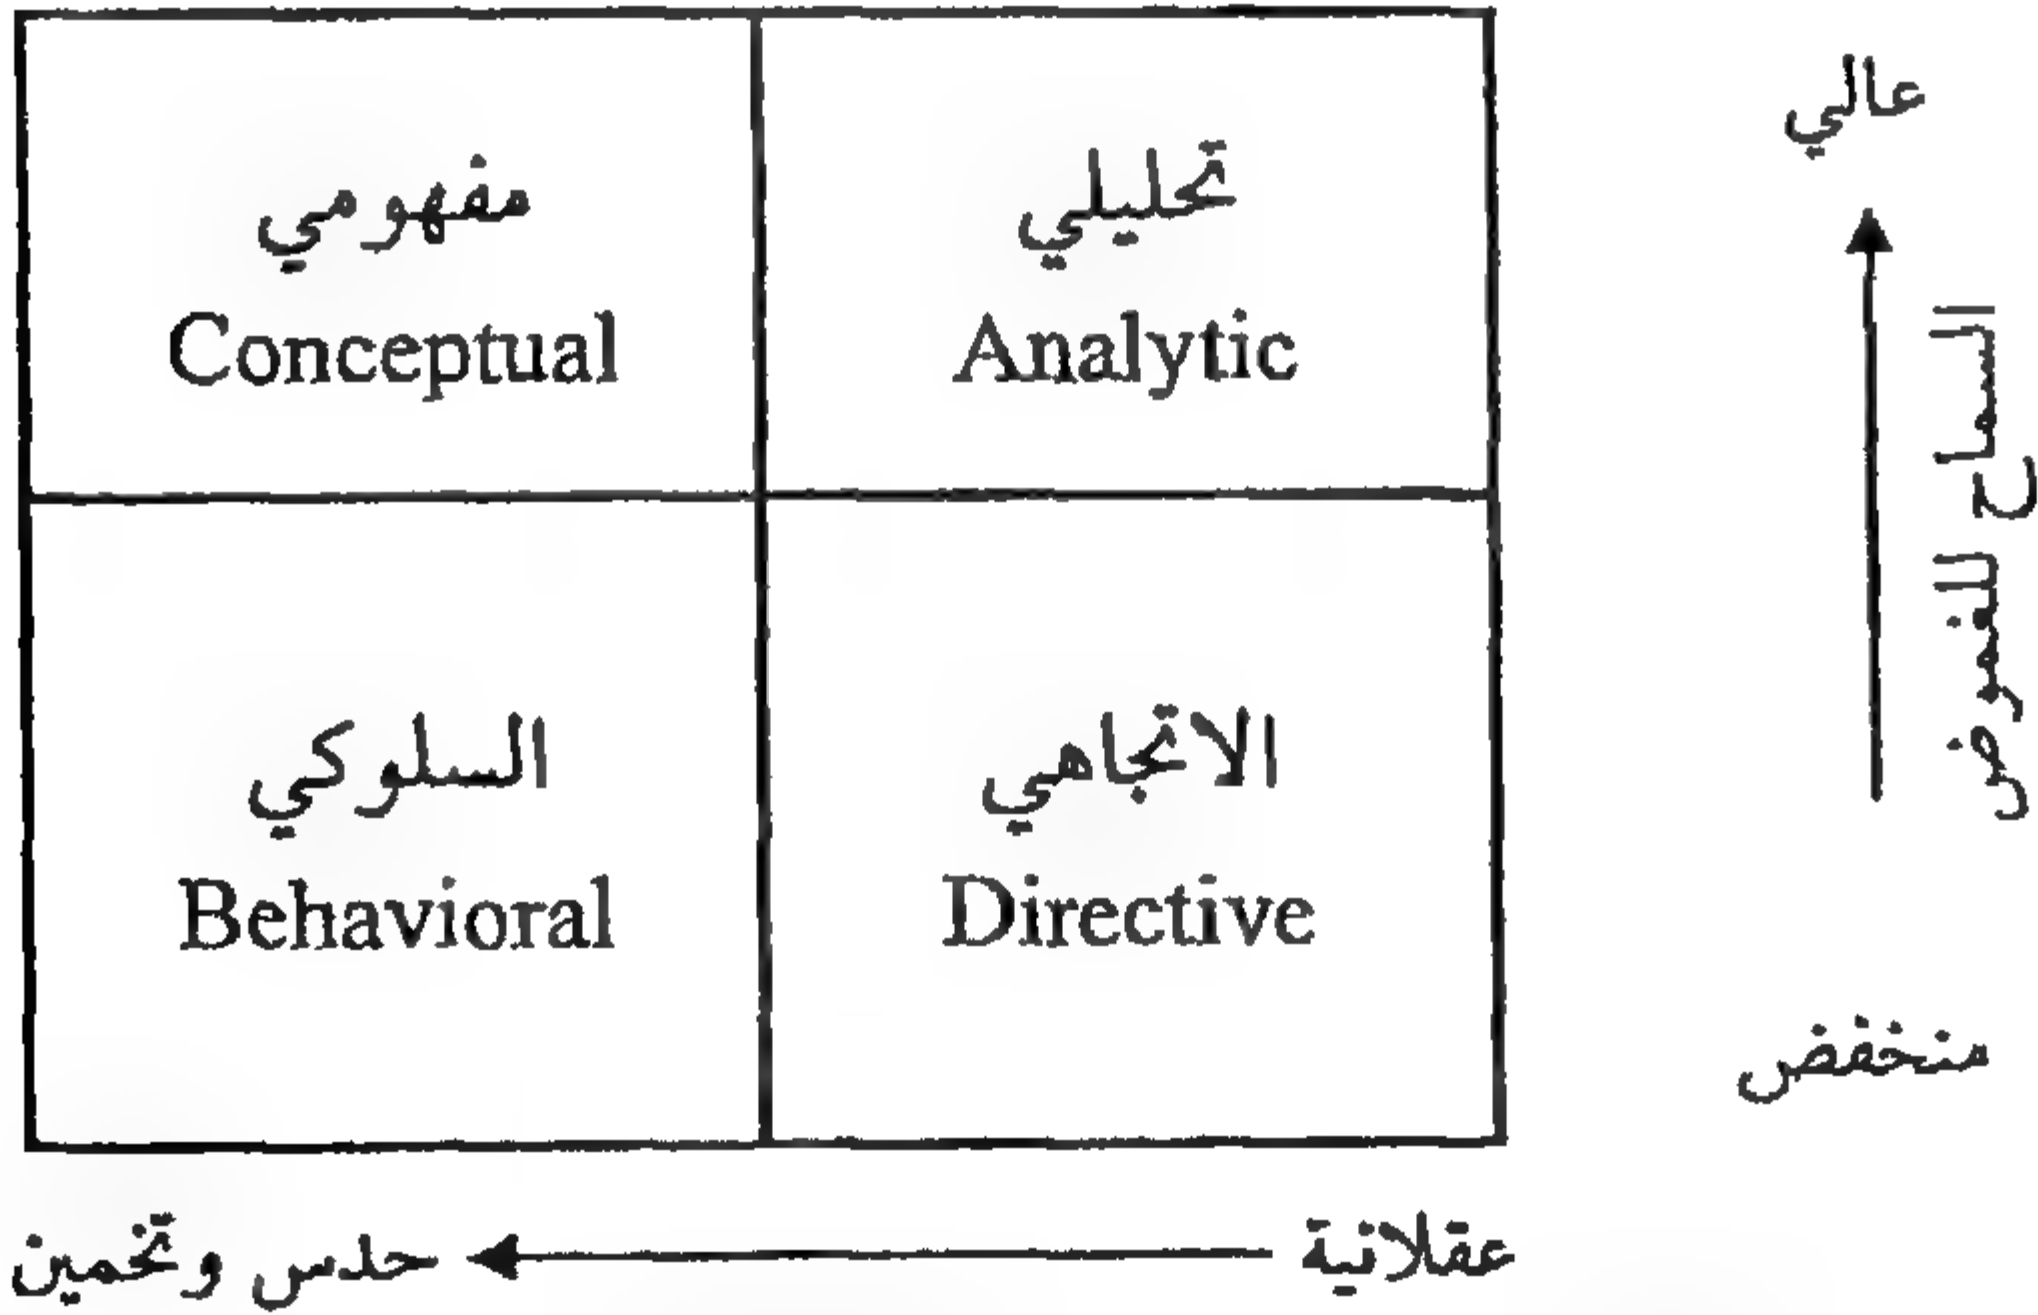 عالي
تحليلي
Analytic
مفهومي
Conceptual
السماح للغموض
الاتجاهي
Directive
السلوكي
Behavioral
منخفض
عقلانية
حدس وتخمين